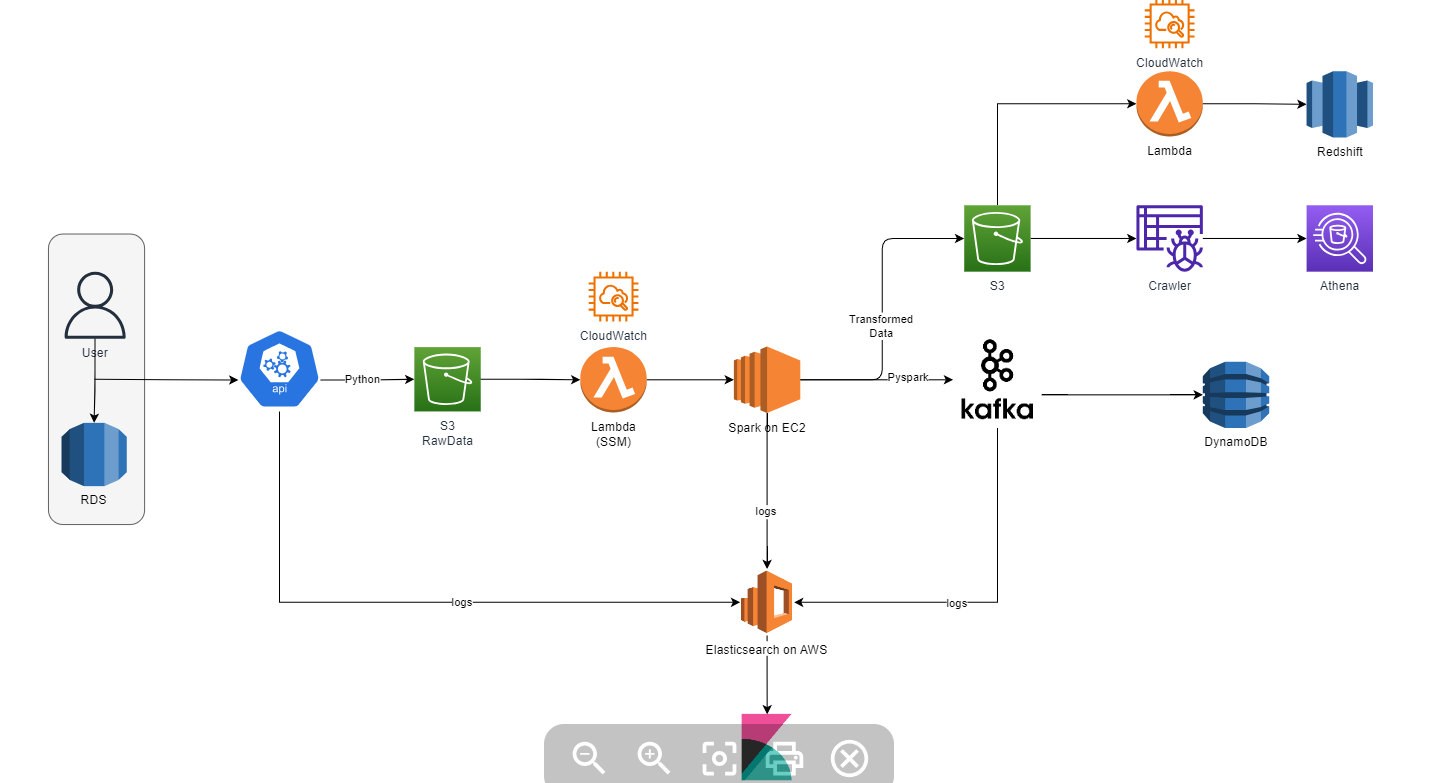 CloudWatch
Lambda
Redshift
S3
Crawler
Athena
User
RDS
api
Python
S3
RawData
CloudWatch
Lambda
(SSM)
Spark on EC2
Transformed
Data
Pyspark
kafka
DynamoDB
logs
logs
logs
Elasticsearch on AWS